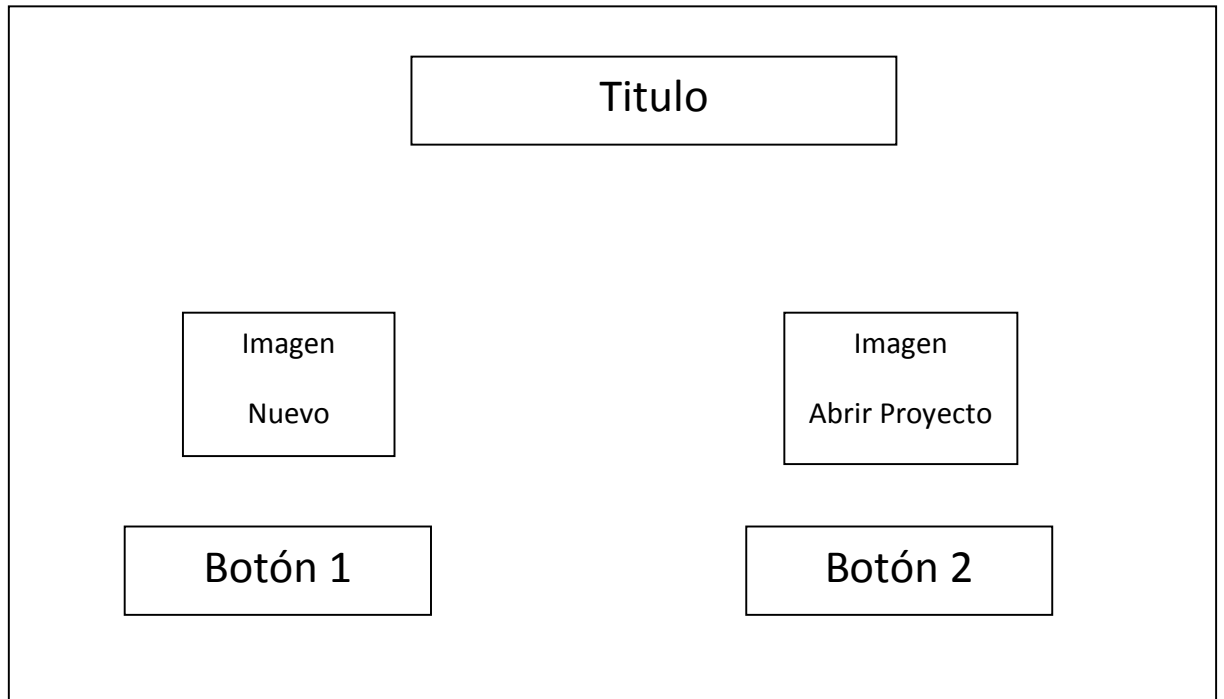 Titulo
Imagen
Nuevo
Imagen
Abrir Proyecto
Botón 1
Botón 2